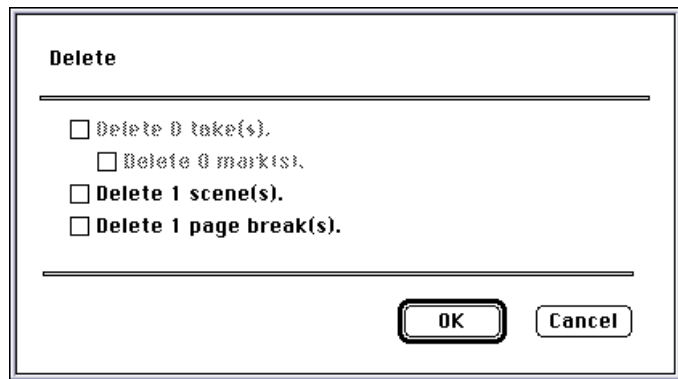 Delete
Delete 0 take(s).
Delete 0 mark(s).
Delete 1 scene(s).
Delete 1 page break(s).
OK
Cancel